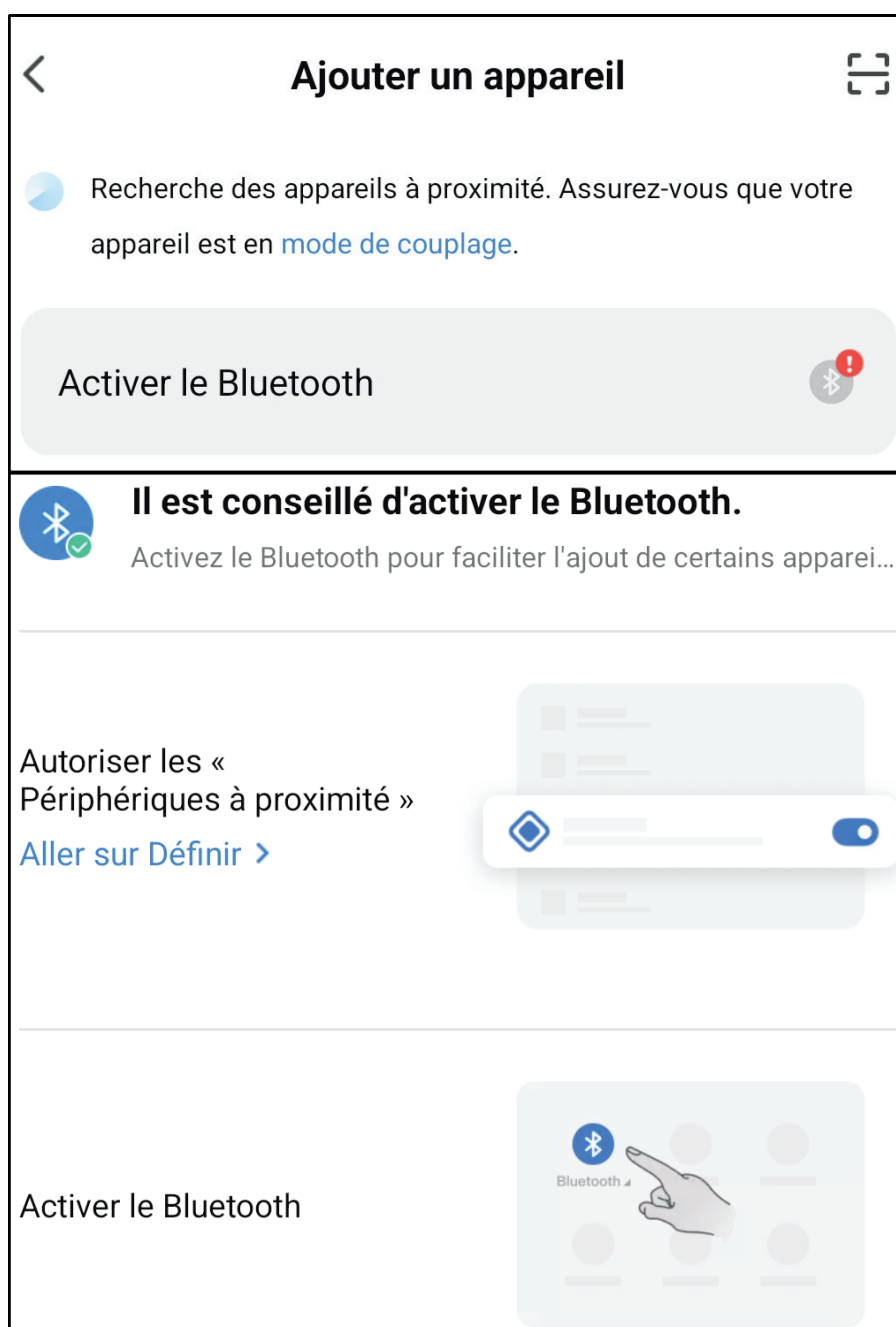 Ajouter un appareil
Recherche des appareils à proximité. Assurez-vous que votre
appareil est en mode de couplage.
Activer le Bluetooth
Il est conseillé d'activer le Bluetooth.
Activez le Bluetooth pour faciliter l'ajout de certains apparei...
Autoriser les «
Périphériques à proximité »
Aller sur Définir >
Bluetooth
Activer le Bluetooth